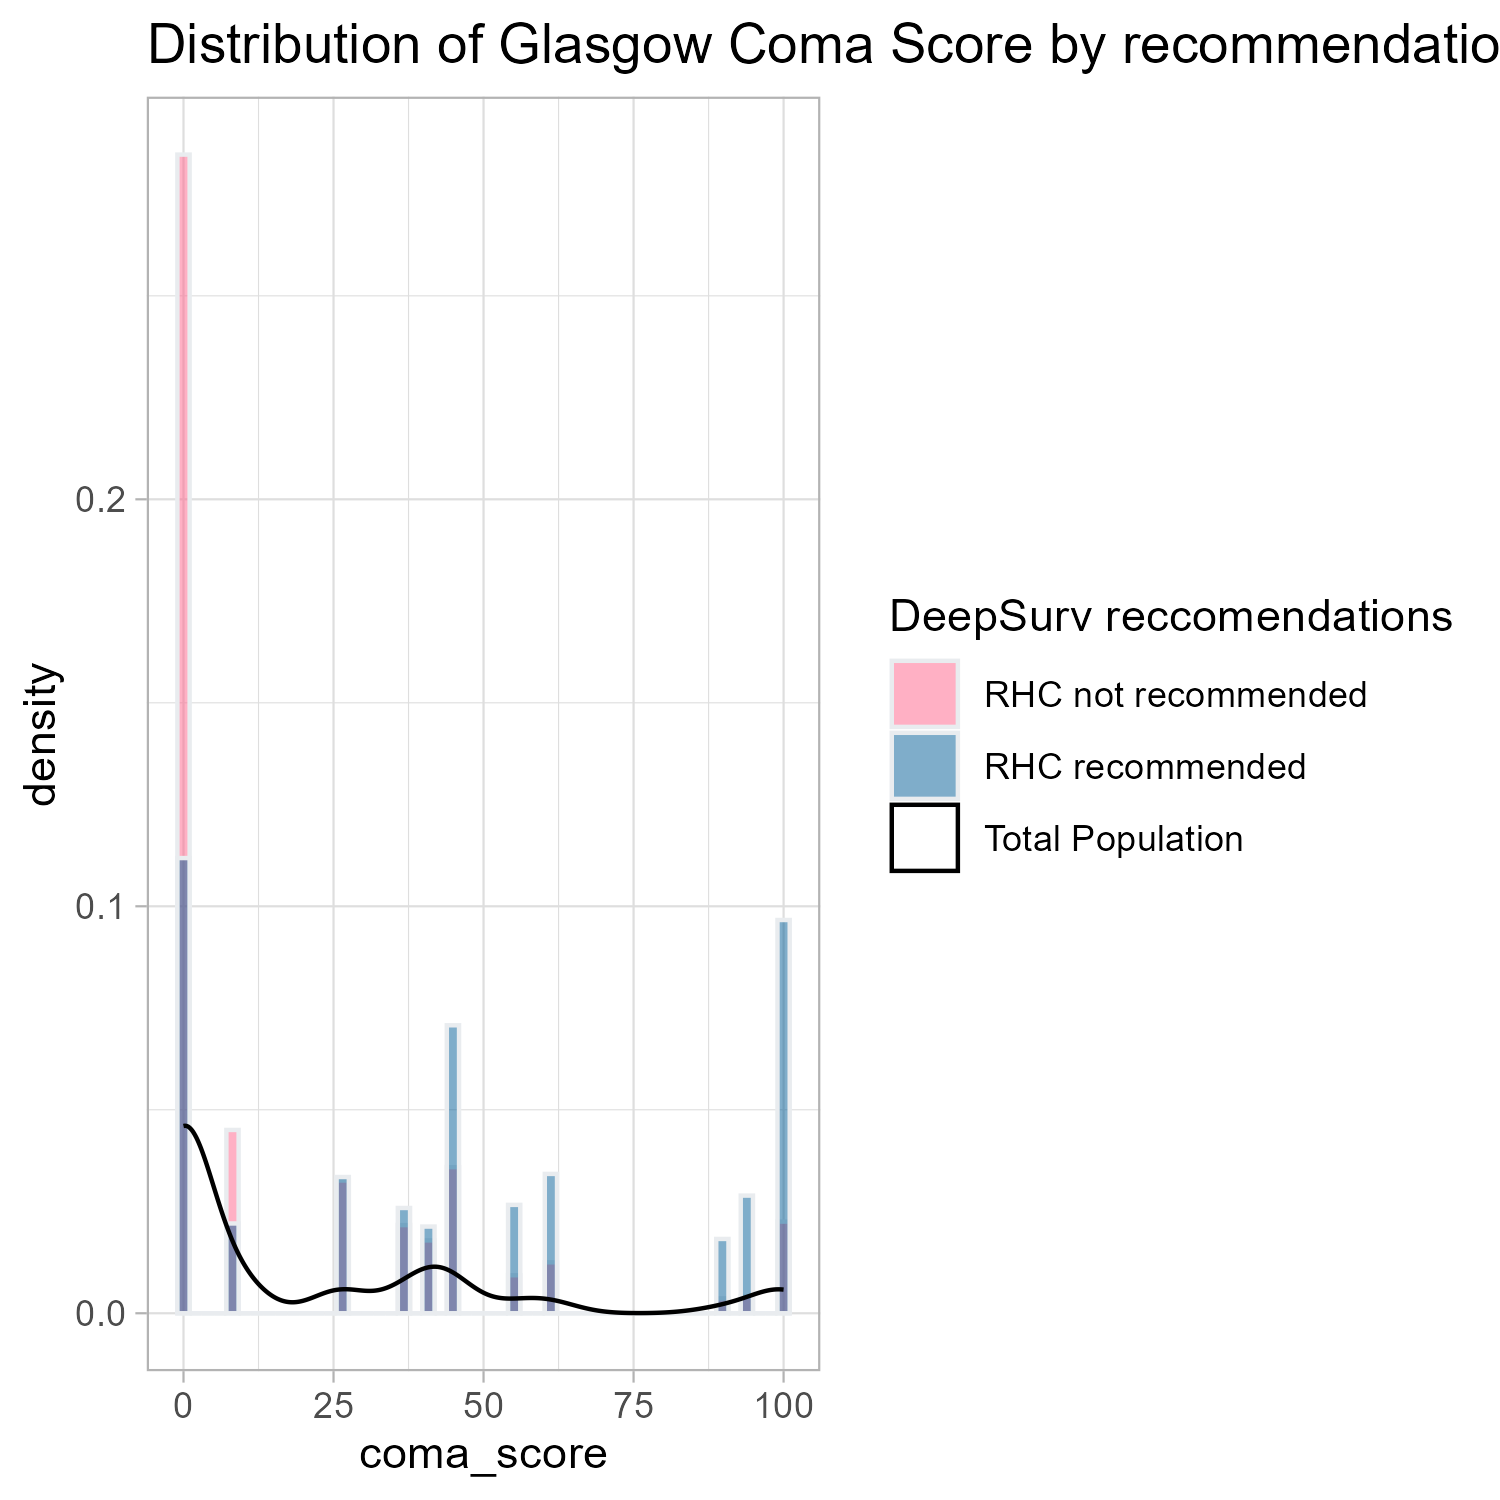 Distribution of Glasgow Coma Score by recommendatio
density
0.2
0.1
0.0
0
25
50
75
100
coma_score
DeepSurv reccomendations
RHC not recommended
RHC recommended
Total Population